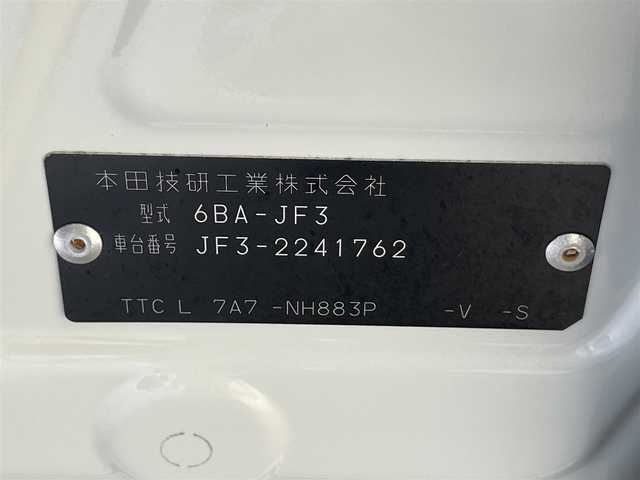 本田技研工業株式会社
型式 6BA-JF3
車台番号 JF3-2241762
TTC L 7A7 -NH883P -V -S